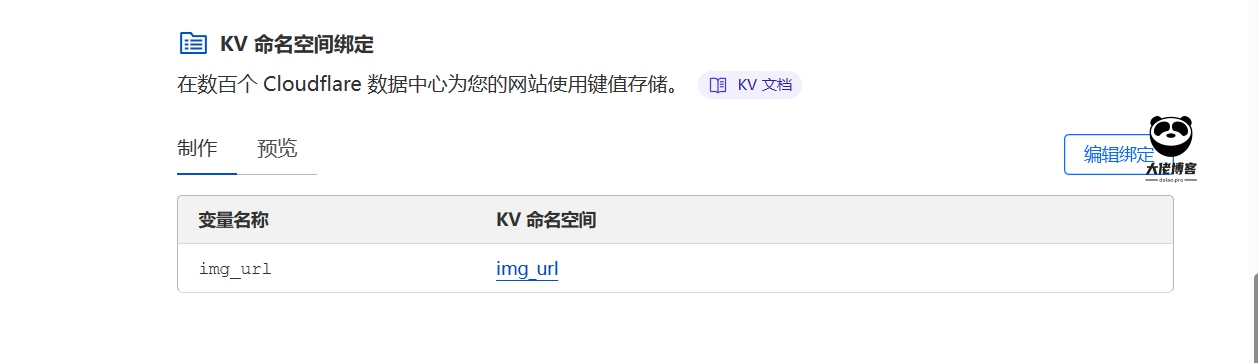 KV 命名空间绑定
在数百个 Cloudflare 数据中心为您的网站使用键值存储。 KV 文档
制作 预览
编辑绑定
大佬博客
dalao.pro
变量名称 KV 命名空间
img_url img_url